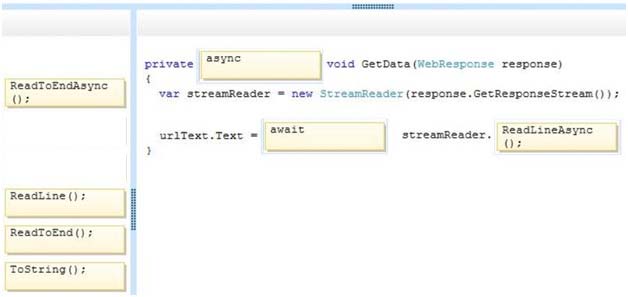 private async void GetData(WebResponse response)
{
ReadToEndAsync
();
var streamReader = new StreamReader(response.GetResponseStream());
urlText.Text = await streamReader. ReadLineAsync
();
}
ReadLine();
ReadToEnd();
ToString();